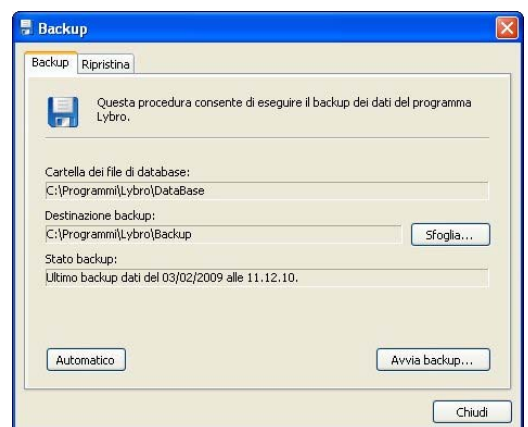 Backup
Backup Ripristina
Questa procedura consente di eseguire il backup dei dati del programma
Lybro.
Cartella dei file di database:
C:\Programmi\Lybro\DataBase
Destinazione backup:
C:\Programmi\Lybro\Backup Sfoglia...
Stato backup:
Ultimo backup dati del 03/02/2009 alle 11.12.10.
Automatico Avvia backup...
Chiudi